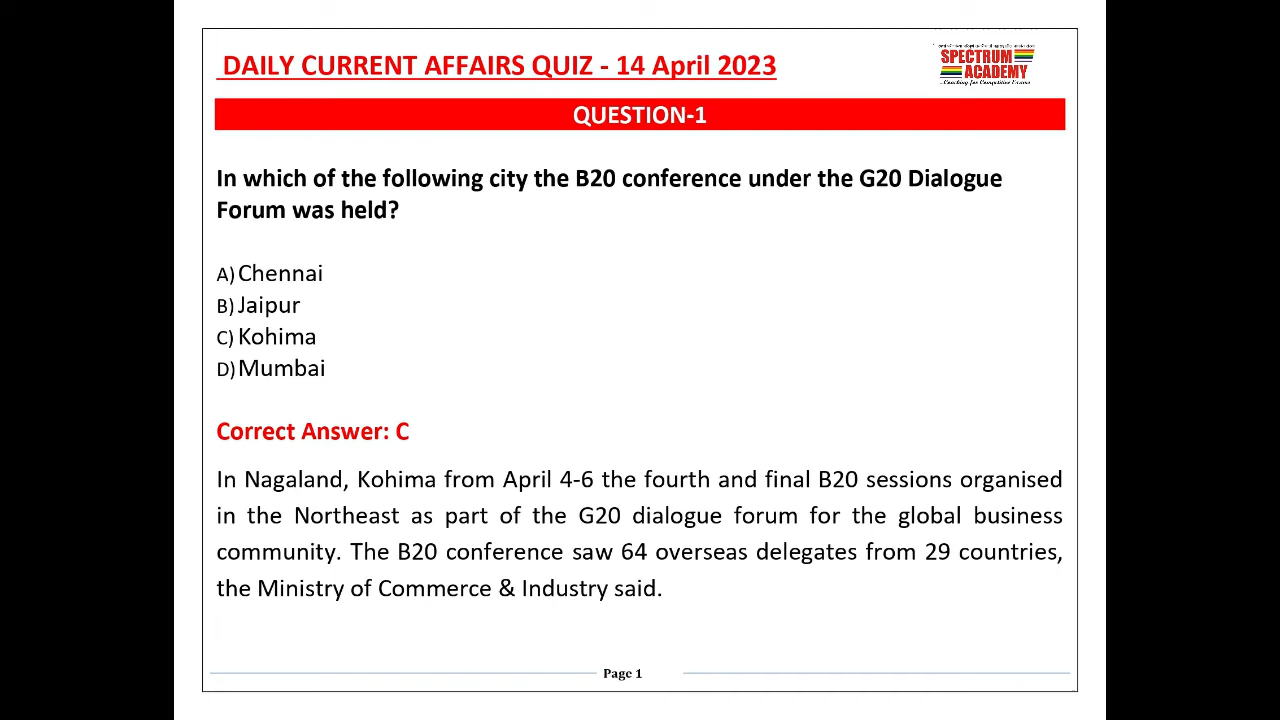 DAILY CURRENT AFFAIRS QUIZ - 14 April 2023
SPECTRUM
ACADEMY
...Coaching for Competitive Exams
QUESTION-1
In which of the following city the B20 conference under the G20 Dialogue
Forum was held?
A) Chennai
B) Jaipur
C) Kohima
D) Mumbai
Correct Answer: C
In Nagaland, Kohima from April 4-6 the fourth and final B20 sessions organised
in the Northeast as part of the G20 dialogue forum for the global business
community. The B20 conference saw 64 overseas delegates from 29 countries,
the Ministry of Commerce & Industry said.
Page 1